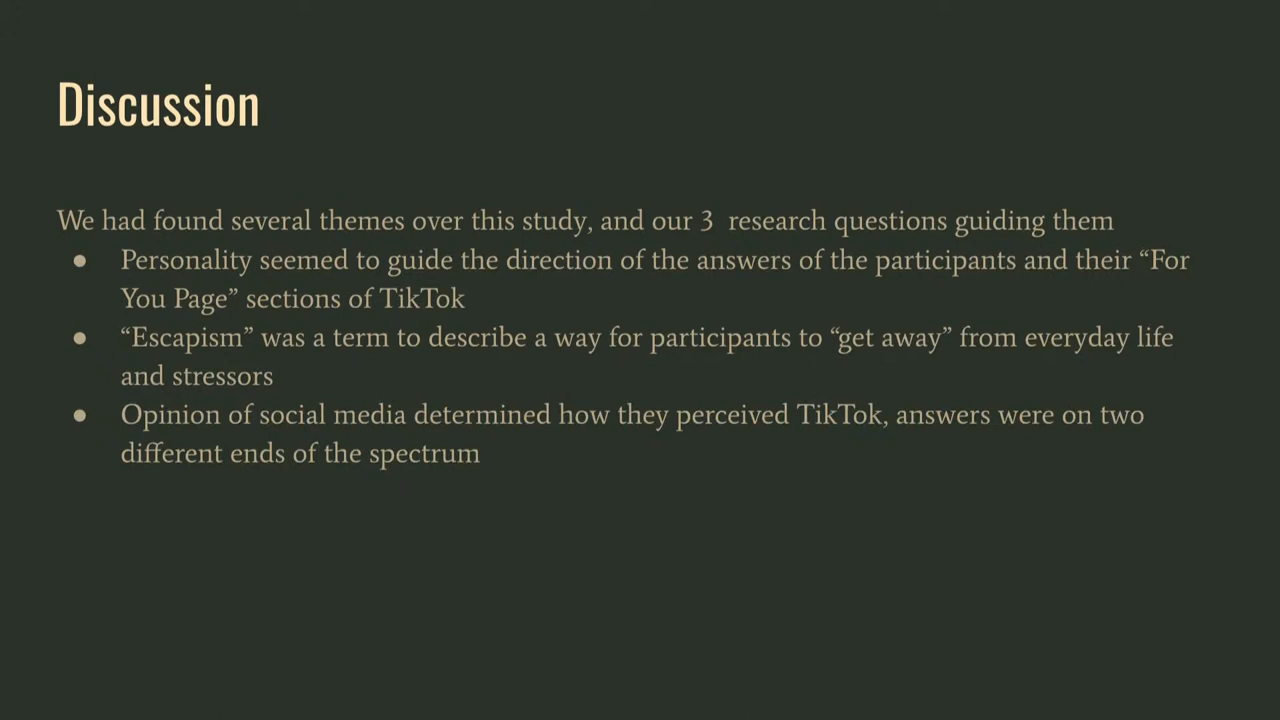 Discussion
We had found several themes over this study, and our 3  research questions guiding them
● Personality seemed to guide the direction of the answers of the participants and their “For
You Page” sections of TikTok
● “Escapism” was a term to describe a way for participants to “get away” from everyday life
and stressors
● Opinion of social media determined how they perceived TikTok, answers were on two
different ends of the spectrum